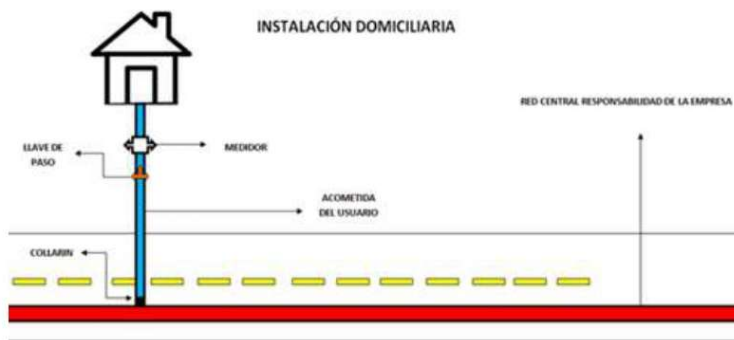 INSTALACIÓN DOMICILIARIA
RED CENTRAL RESPONSABILIDAD DE LA EMPRESA
LLAVE DE
PASO
MEDIDOR
ACOMETIDA
DEL USUARIO
COLLARIN